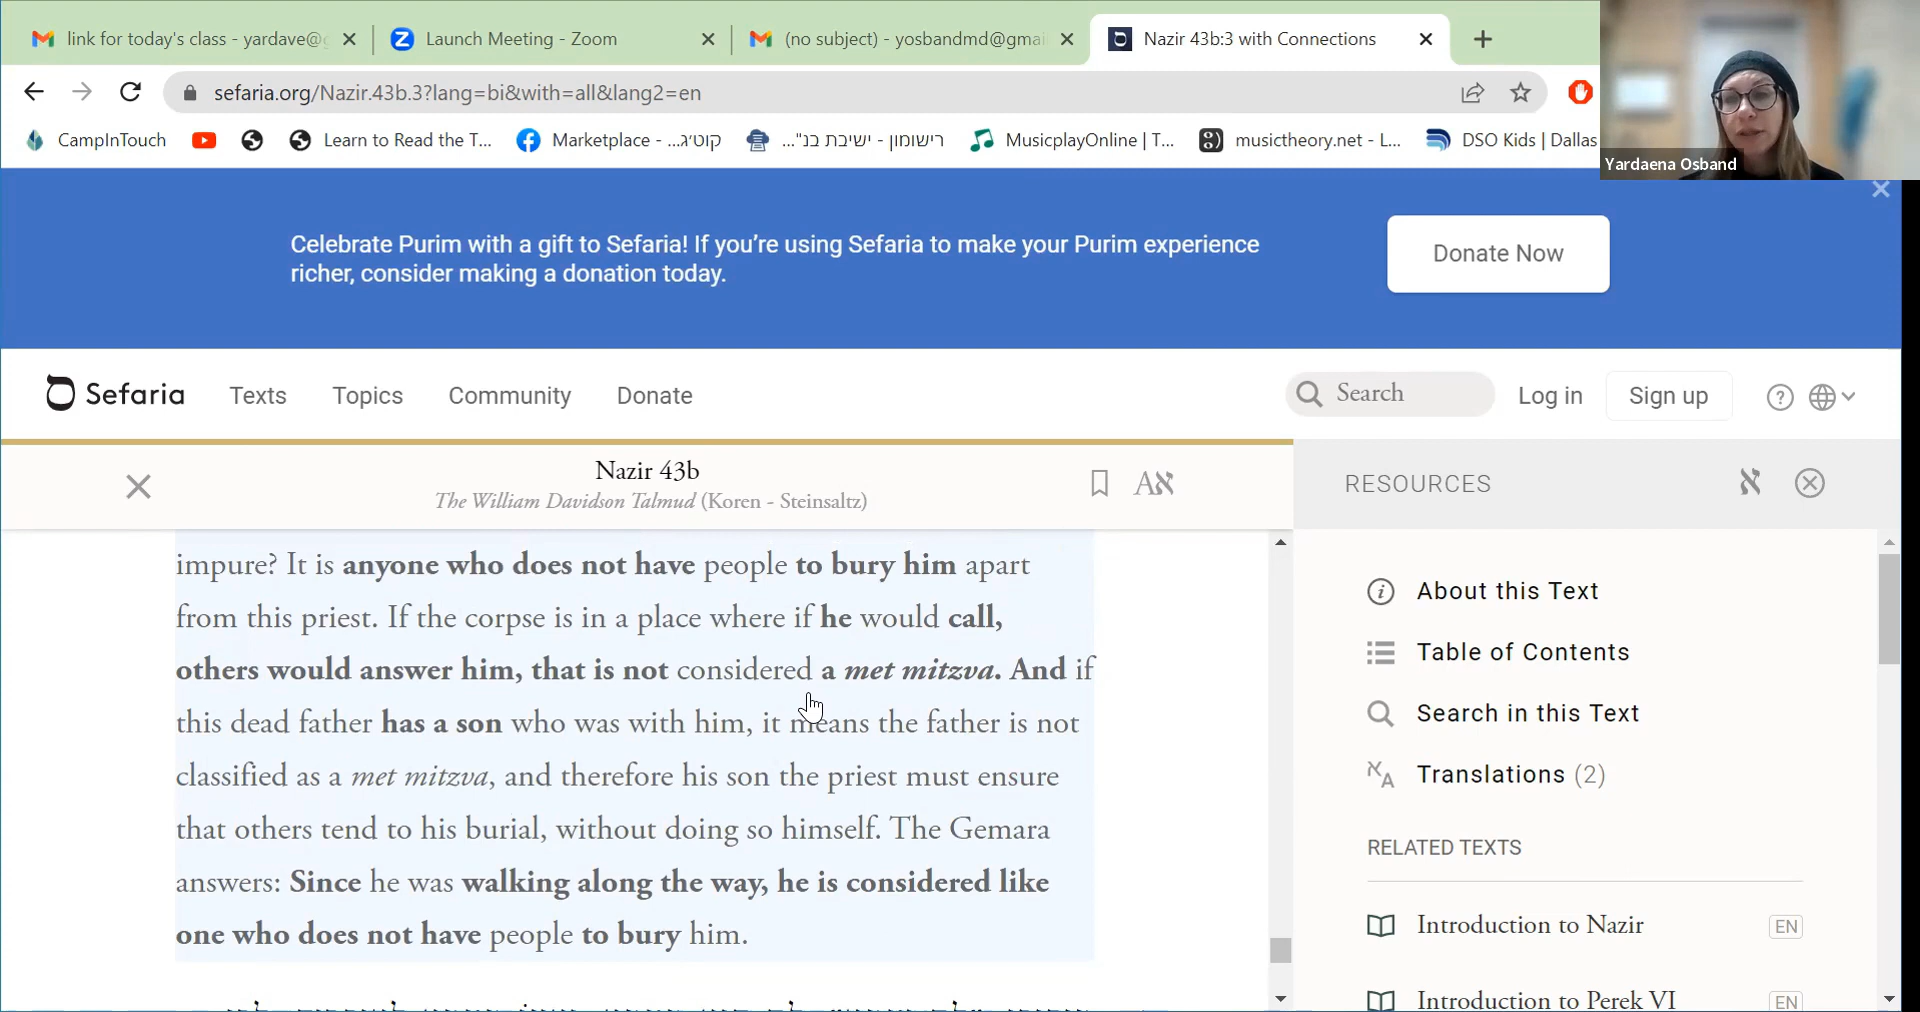 link for today's class - yardave@g
Launch Meeting - Zoom
(no subject) - yosbandmd@gmai
Nazir 43b:3 with Connections
sefaria.org/Nazir.43b.3?lang=bi&with=all&lang2=en
CampInTouch
Learn to Read the T...
Marketplace - קוט׳ג...
רישומון - ישיבת בנ"...
MusicplayOnline | T...
musictheory.net - L...
DSO Kids | Dallas
Yardaena Osband
Celebrate Purim with a gift to Sefaria! If you're using Sefaria to make your Purim experience
richer, consider making a donation today.
Donate Now
Sefaria
Texts
Topics
Community
Donate
Search
Log in
Sign up
Nazir 43b
The William Davidson Talmud (Koren - Steinsaltz)
Aא
RESOURCES
א
impure? It is anyone who does not have people to bury him apart
from this priest. If the corpse is in a place where if he would call,
others would answer him, that is not considered a met mitzva. And if
this dead father has a son who was with him, it means the father is not
classified as a met mitzva, and therefore his son the priest must ensure
that others tend to his burial, without doing so himself. The Gemara
answers: Since he was walking along the way, he is considered like
one who does not have people to bury him.
About this Text
Table of Contents
Search in this Text
Translations (2)
RELATED TEXTS
Introduction to Nazir EN
Introduction to Perek VI EN